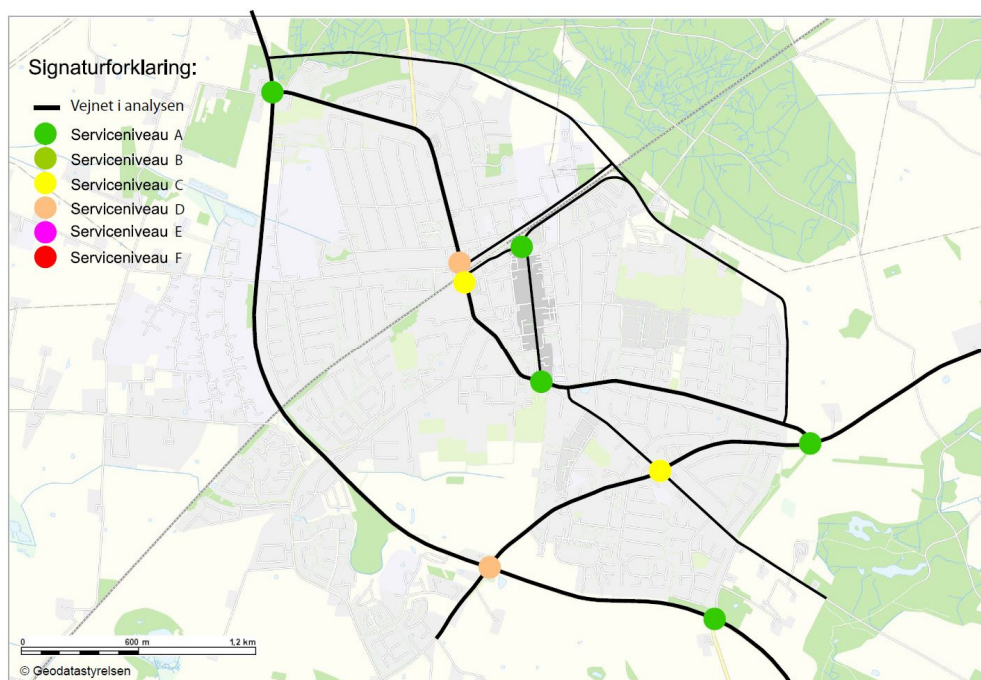 Signaturforklaring:
Vejnet i analysen
Serviceniveau A
Serviceniveau B
Serviceniveau C
Serviceniveau D
Serviceniveau E
Serviceniveau F
0 600 m 1,2 km
© Geodatastyrelsen